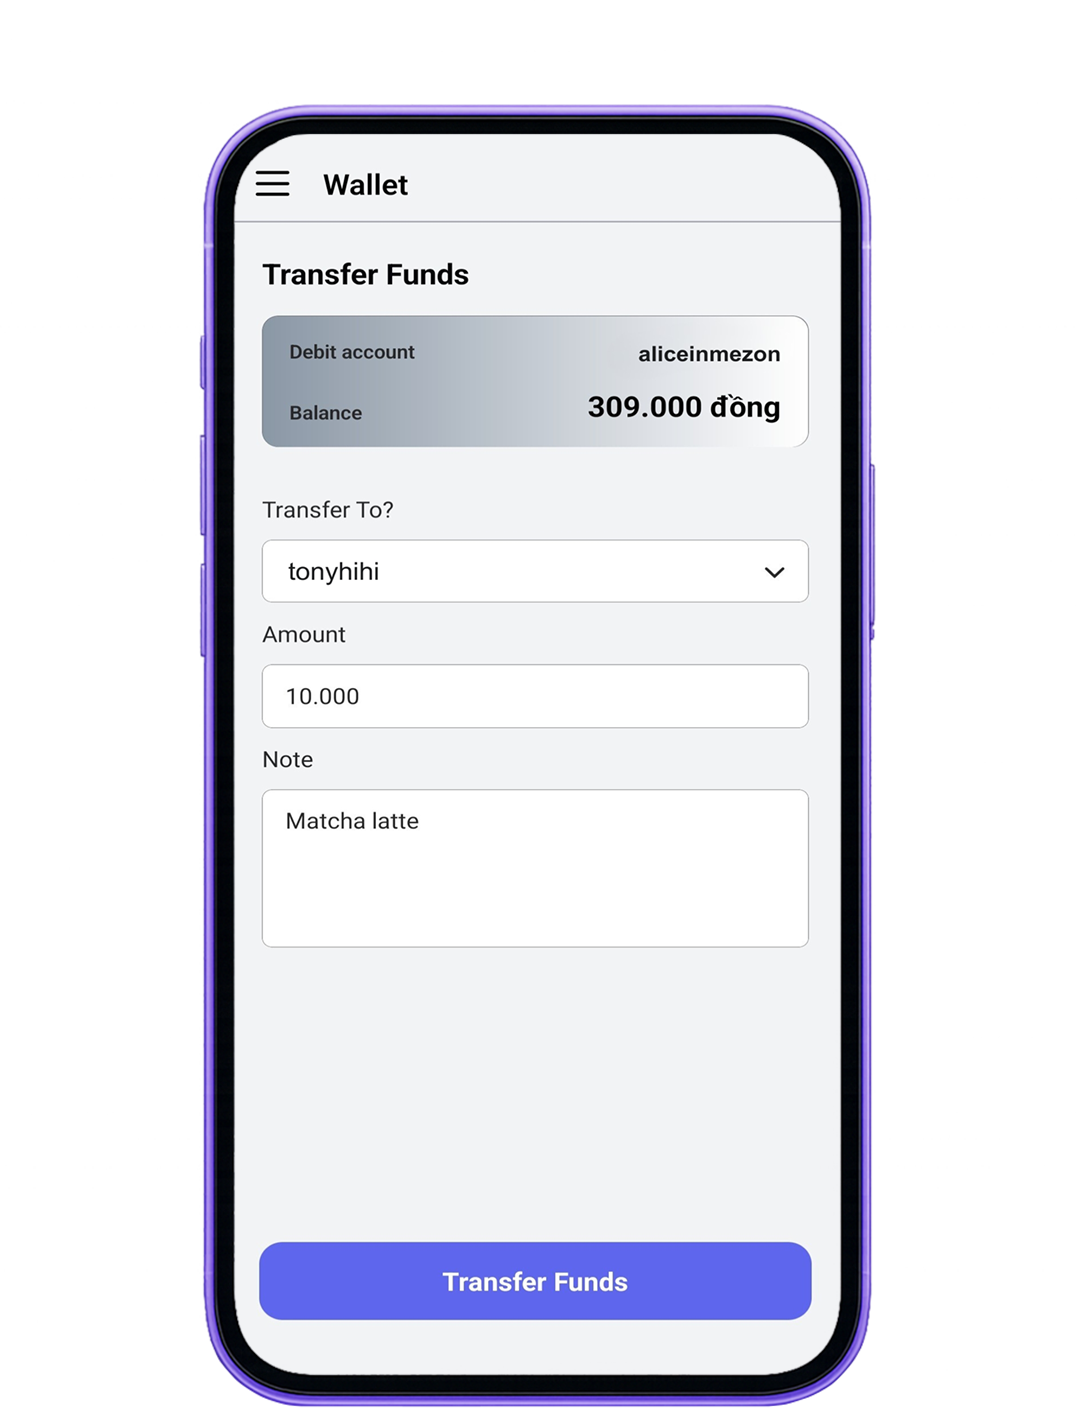 Wallet
Transfer Funds
Debit account aliceinmezon
Balance 309.000 đồng
Transfer To?
tonyhihi
Amount
10.000
Note
Matcha latte
Transfer Funds